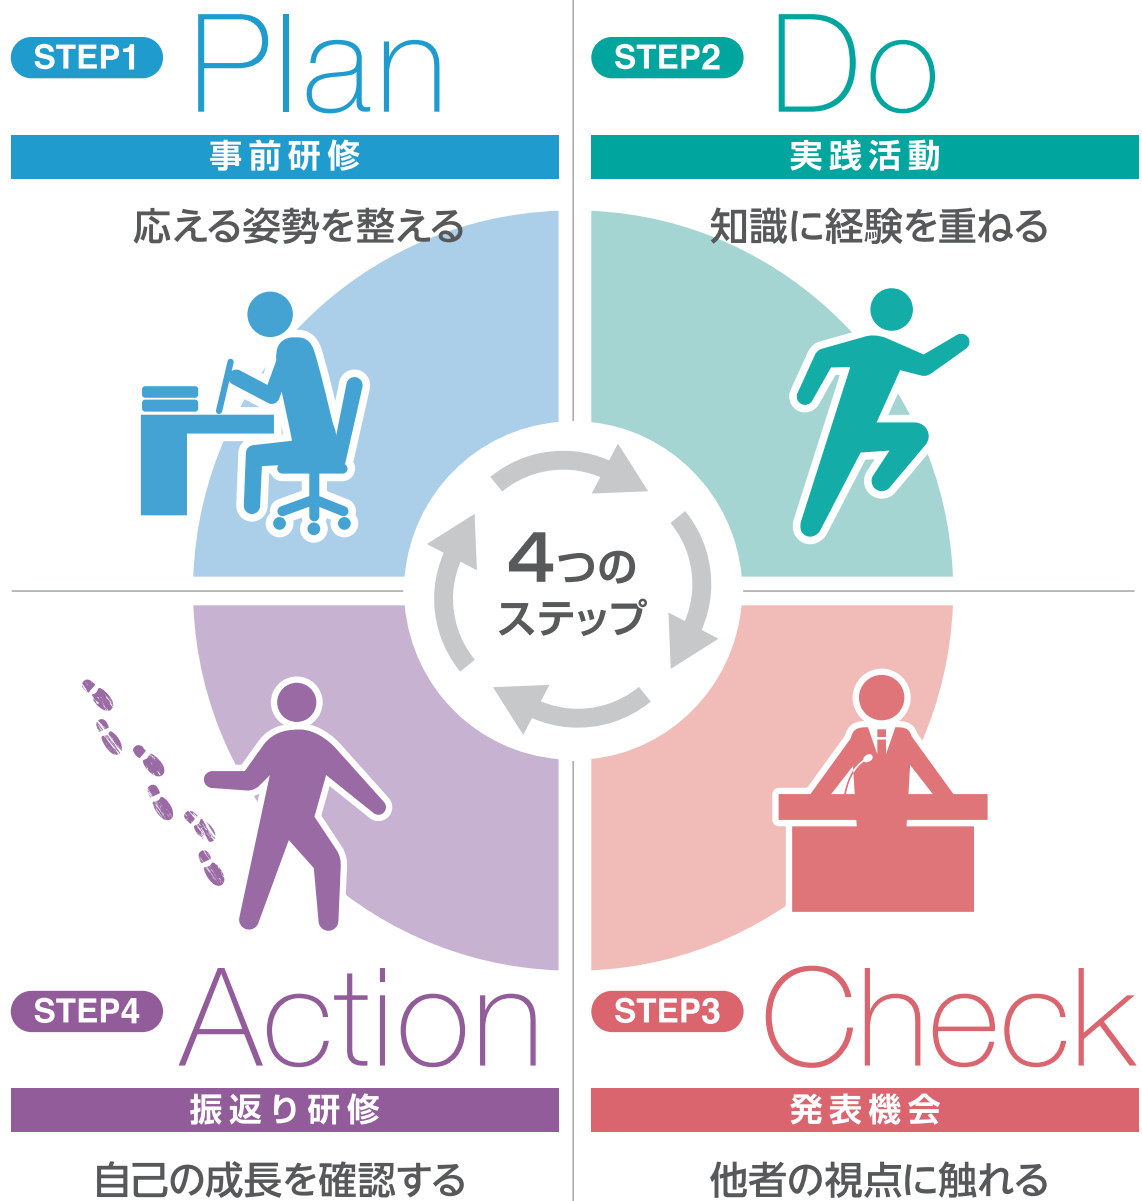 STEP1 Plan
事前研修
応える姿勢を整える
STEP2 Do
実践活動
知識に経験を重ねる
4つの
ステップ
STEP4 Action
振返り研修
自己の成長を確認する
STEP3 Check
発表機会
他者の視点に触れる